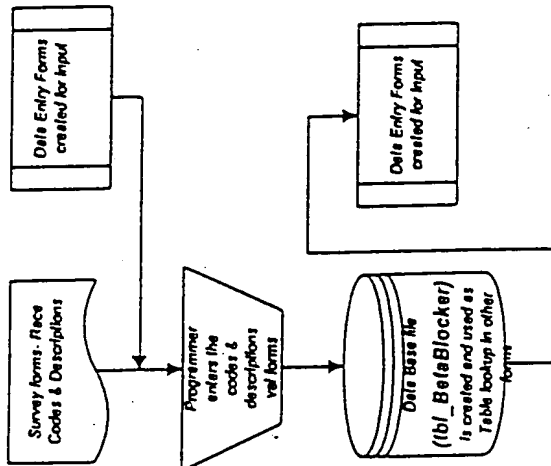 Survey forms- Race
Codes & Descriptions
Data Entry Forms
created for Input
Programmer
enters the
codes &
descriptions
val forms
Data Base file
(tbl_BetaBlocker)
Is created and used as
Table lookup in other
forms
Data Entry Forms
created for Input